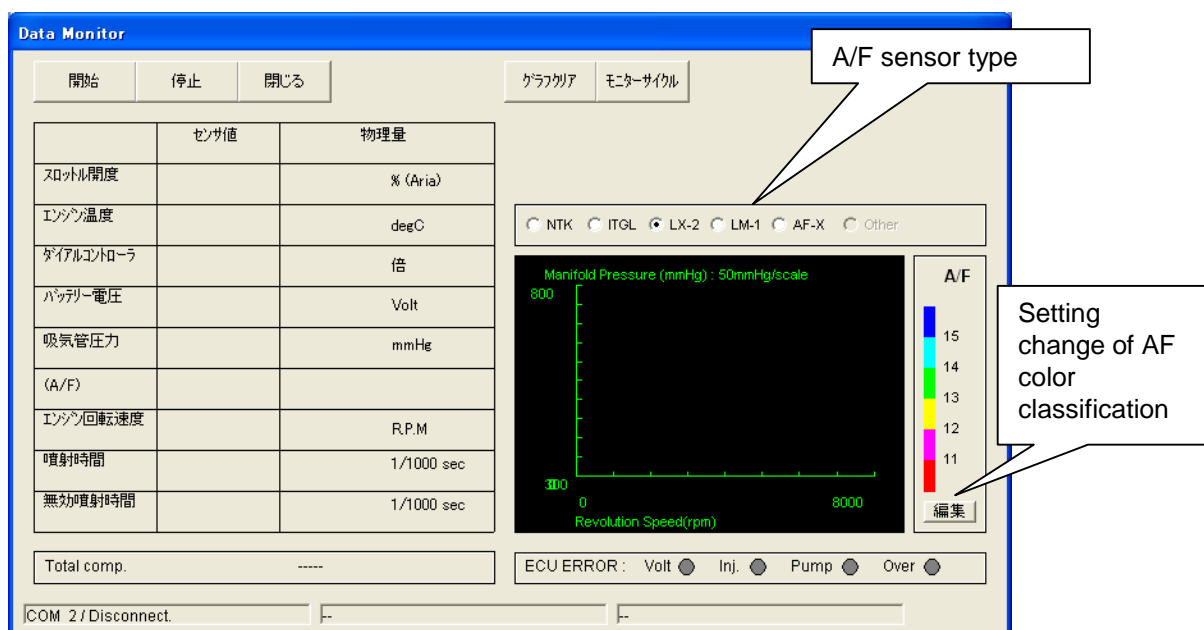 Data Monitor
A/F sensor type
開始 停止 閉じる ｸﾞﾗﾌｸﾘｱ ﾓﾆﾀｰｻｲｸﾙ
センサ値 物理量
ｽﾛｯﾄﾙ開度 % (Aria)
ｴﾝｼﾞﾝ温度 degC
ﾀﾞｲｱﾙｺﾝﾄﾛｰﾗ 倍
ﾊﾞｯﾃﾘｰ電圧 Volt
吸気管圧力 mmHg
(A/F)
ｴﾝｼﾞﾝ回転速度 R.P.M
噴射時間 1/1000 sec
無効噴射時間 1/1000 sec
NTK ITGL LX-2 LM-1 AF-X Other
Manifold Pressure (mmHg) : 50mmHg/scale
800
0 8000
Revolution Speed(rpm)
A/F
15
14
13
12
11
編集
Setting
change of AF
color
classification
Total comp. -----
ECU ERROR : Volt Inj. Pump Over
COM 2 / Disconnect. -- --